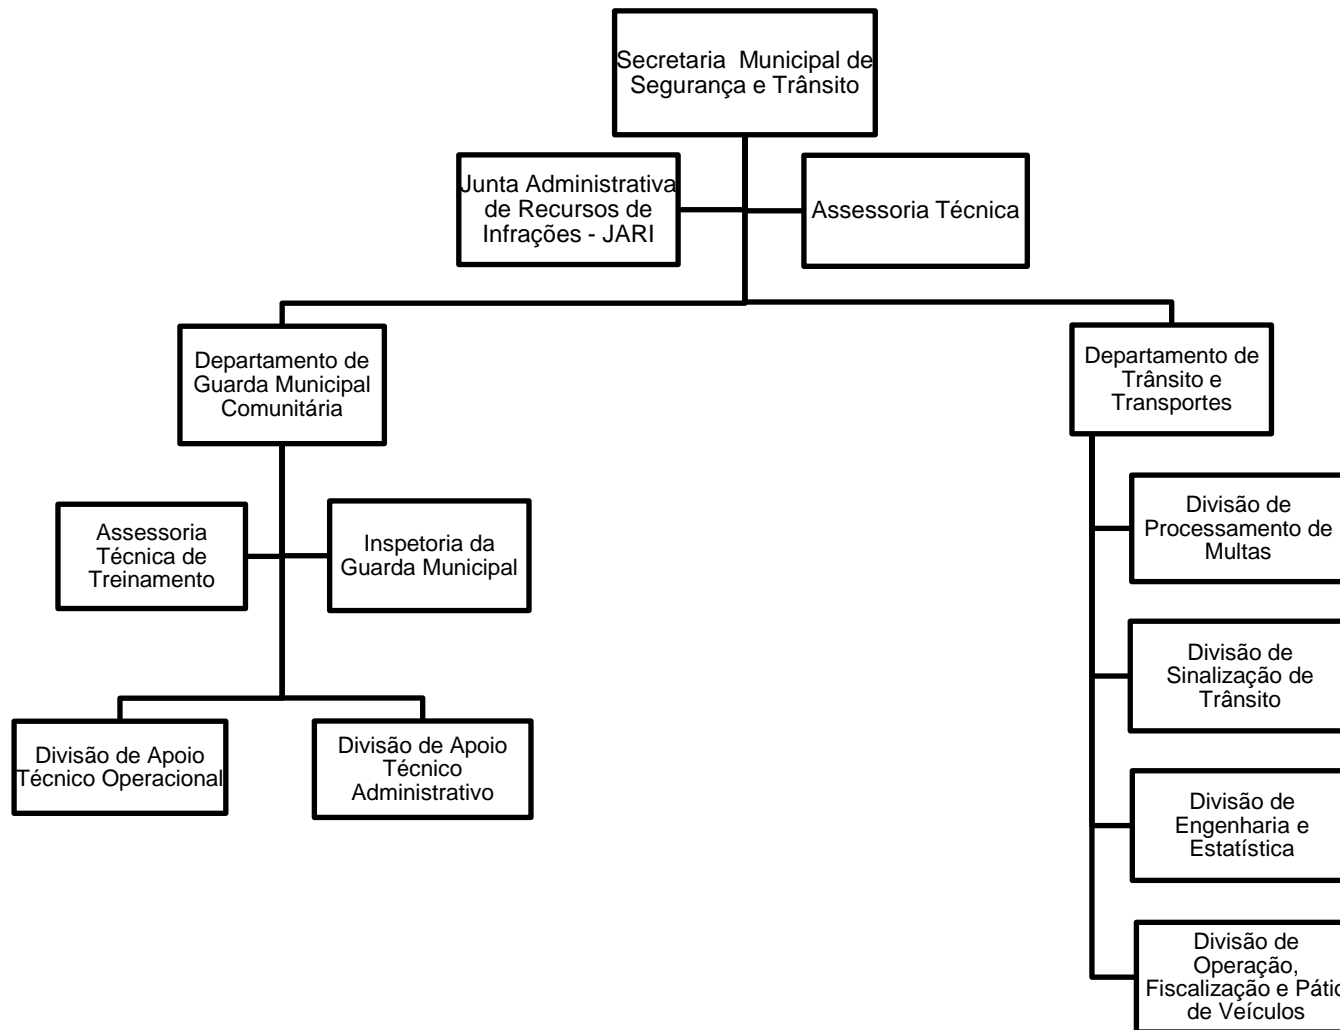 Secretaria Municipal de
Segurança e Trânsito
Junta Administrativa
de Recursos de
Infrações - JARI
Assessoria Técnica
Departamento de
Guarda Municipal
Comunitária
Departamento de
Trânsito e
Transportes
Assessoria
Técnica de
Treinamento
Inspetoria da
Guarda Municipal
Divisão de
Processamento de
Multas
Divisão de
Sinalização de
Trânsito
Divisão de Apoio
Técnico Operacional
Divisão de Apoio
Técnico
Administrativo
Divisão de
Engenharia e
Estatística
Divisão de
Operação,
Fiscalização e Pátio
de Veículos